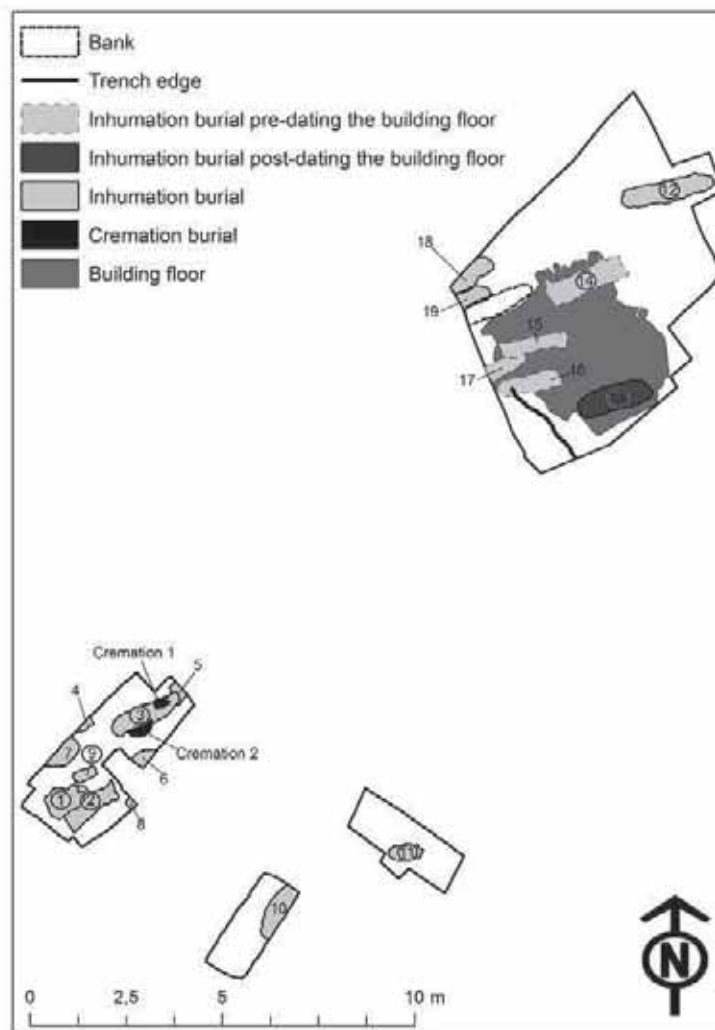 Bank
Trench edge
Inhumation burial pre-dating the building floor
Inhumation burial post-dating the building floor
Inhumation burial
Cremation burial
Building floor
12
18
14
19
15
17
16
Cremation 1
5
4
3
7
9
Cremation 2
6
1
2
8
11
10
N
0
2,5
5
10 m